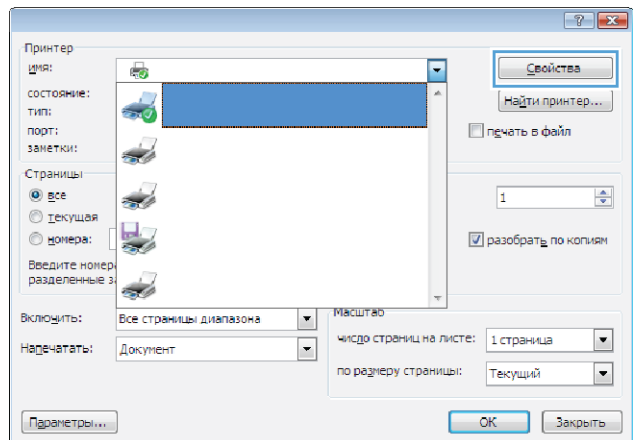 Принтер
имя:
Свойства
состояние:
Найти принтер...
тип:
порт:
печать в файл
заметки:
Страницы
все
1
текущая
номера:
разобрать по копиям
Введите
разделенные
Включить:
Все страницы диапазона
Масштаб
число страниц на листе:
1 страница
Напечатать:
Документ
по размеру страницы:
Текущий
Параметры...
ОК
Закрыть